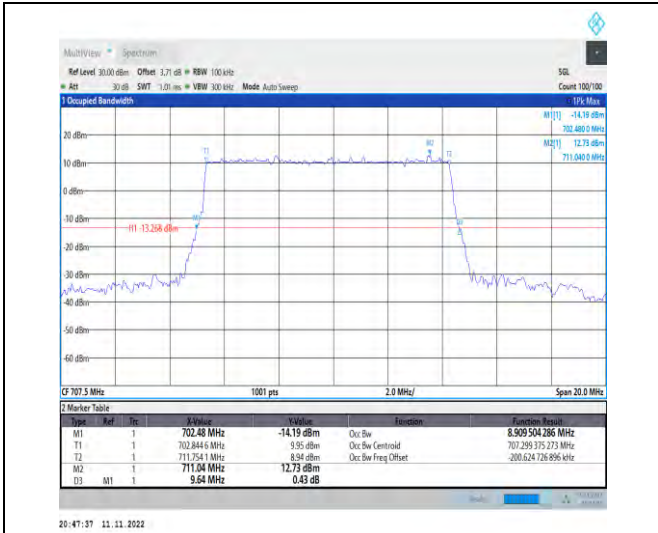 MultiView Spectrum
Ref Level 30.00 dBm Offset 3.71 dB RBW 100 kHz SGL
Att 30 dB SWT 1.01 ms VBW 300 kHz Mode Auto Sweep Count 100/100
1 Occupied Bandwidth 1Pk Max
M1[1] -14.19 dBm
702.480 0 MHz
M2[1] 12.73 dBm
711.040 0 MHz
20 dBm
M2
T1 T2
10 dBm
0 dBm
-10 dBm
M1
H1 -13.268 dBm
-20 dBm
-30 dBm
-40 dBm
-50 dBm
-60 dBm
CF 707.5 MHz 1001 pts 2.0 MHz/ Span 20.0 MHz
2 Marker Table
Type Ref Trc X-Value Y-Value Function Function Result
M1 1 702.48 MHz -14.19 dBm Occ Bw 8.909 504 286 MHz
T1 1 702.844 6 MHz 9.95 dBm Occ Bw Centroid 707.299 375 273 MHz
T2 1 711.754 1 MHz 8.94 dBm Occ Bw Freq Offset -200.624 726 896 kHz
M2 1 711.04 MHz 12.73 dBm
D3 M1 1 9.64 MHz 0.43 dB
20:47:37 11.11.2022